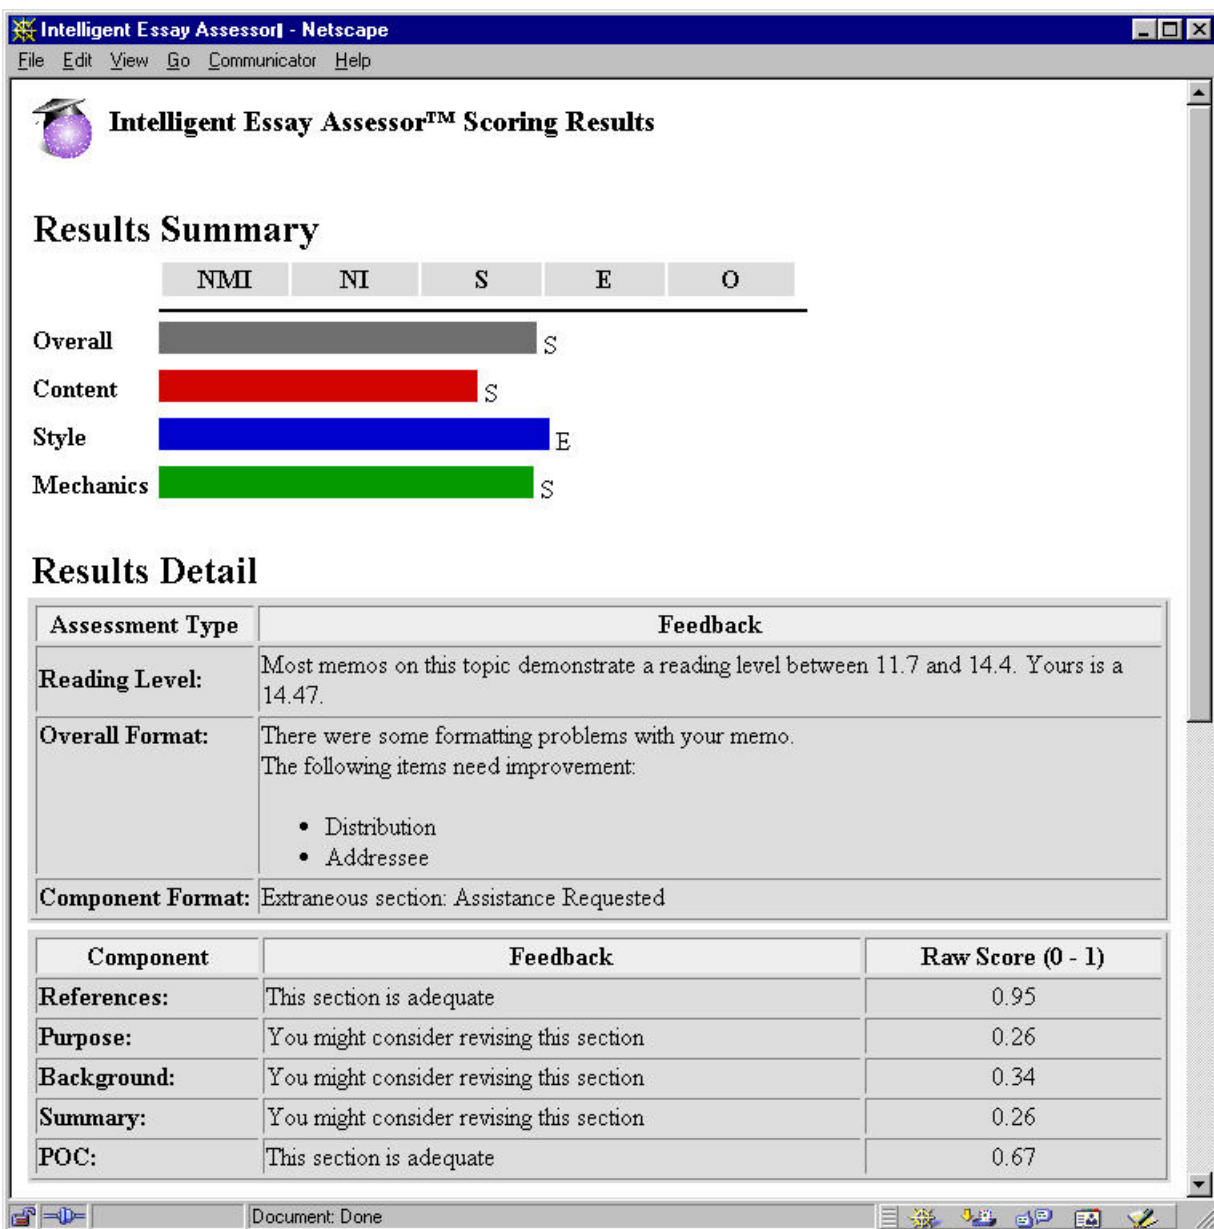 Intelligent Essay Assessor - Netscape
File Edit View Go Communicator Help
Intelligent Essay Assessor™ Scoring Results
Results Summary
NMI NI S E O
Overall S
Content S
Style E
Mechanics S
Results Detail
Assessment Type Feedback
Reading Level: Most memos on this topic demonstrate a reading level between 11.7 and 14.4. Yours is a
14.47.
Overall Format: There were some formatting problems with your memo.
The following items need improvement:
• Distribution
• Addressee
Component Format: Extraneous section: Assistance Requested
Component Feedback Raw Score (0 - 1)
References: This section is adequate 0.95
Purpose: You might consider revising this section 0.26
Background: You might consider revising this section 0.34
Summary: You might consider revising this section 0.26
POC: This section is adequate 0.67
Document: Done